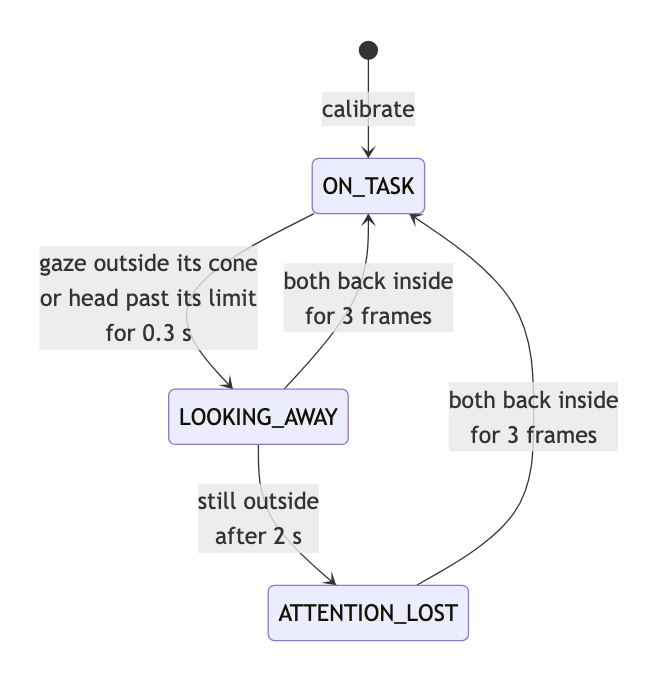 calibrate
ON_TASK
gaze outside its cone
or head past its limit
for 0.3 s
both back inside
for 3 frames
LOOKING_AWAY
both back inside
for 3 frames
still outside
after 2 s
ATTENTION_LOST